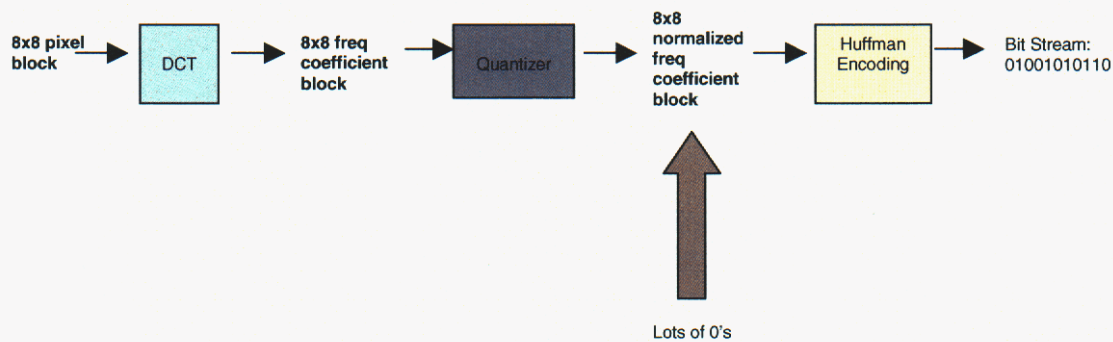 8x8 pixel
block
DCT
8x8 freq
coefficient
block
Quantizer
8x8
normalized
freq
coefficient
block
Huffman
Encoding
Bit Stream:
01001010110
Lots of 0's